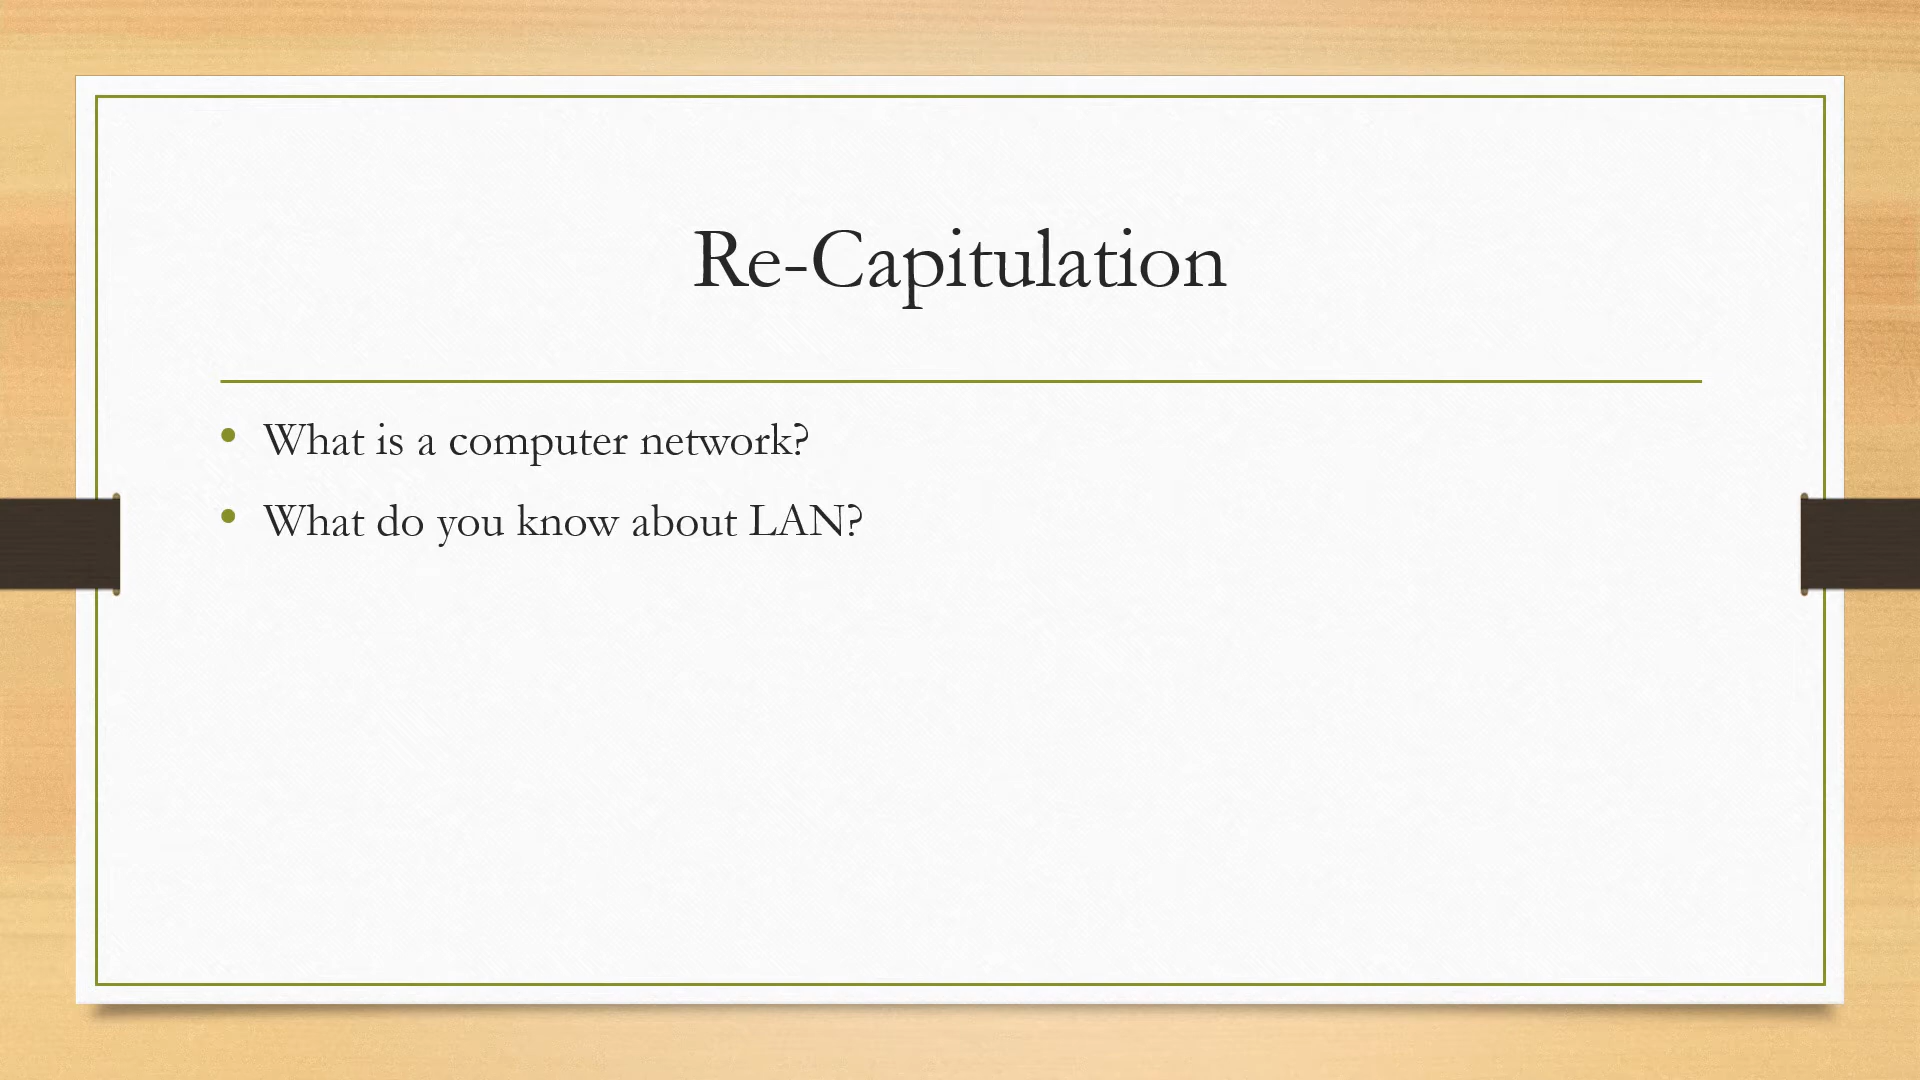 Re-Capitulation
• What is a computer network?
• What do you know about LAN?